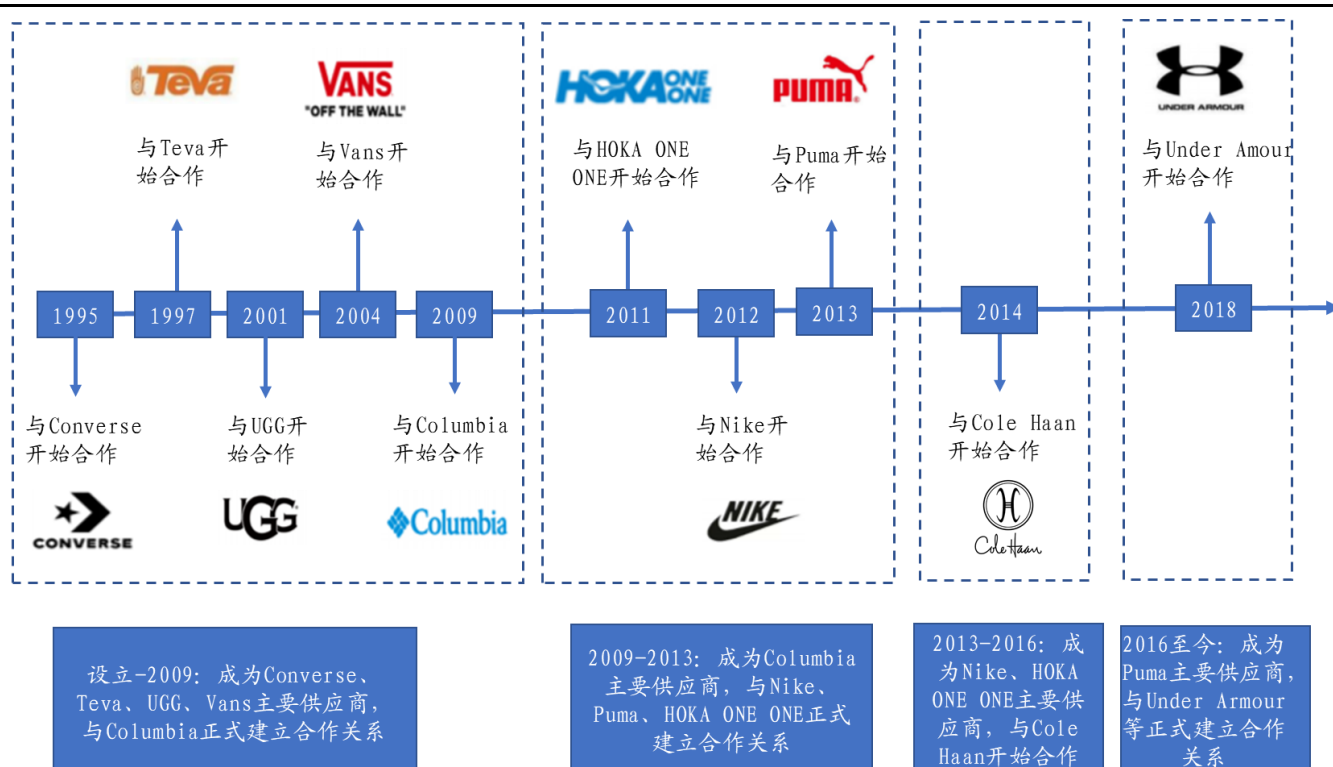 TeVa
VANS
"OFF THE WALL"
HOKA ONE ONE
PUMA
UNDER ARMOUR
与Teva开
始合作
与Vans开
始合作
与HOKA ONE
ONE开始合作
与Puma开始
合作
与Under Amour
开始合作
1995
1997
2001
2004
2009
2011
2012
2013
2014
2018
与Converse
开始合作
与UGG开
始合作
与Columbia
开始合作
与Nike开
始合作
与Cole Haan
开始合作
CONVERSE
UGG
Columbia
NIKE
Cole Haan
设立-2009: 成为Converse、
Teva、UGG、Vans主要供应商，
与Columbia正式建立合作关系
2009-2013: 成为Columbia
主要供应商，与Nike、
Puma、HOKA ONE ONE正式
建立合作关系
2013-2016: 成
为Nike、HOKA
ONE ONE主要供
应商，与Cole
Haan开始合作
2016至今: 成为
Puma主要供应商，
与Under Armour
等正式建立合作
关系